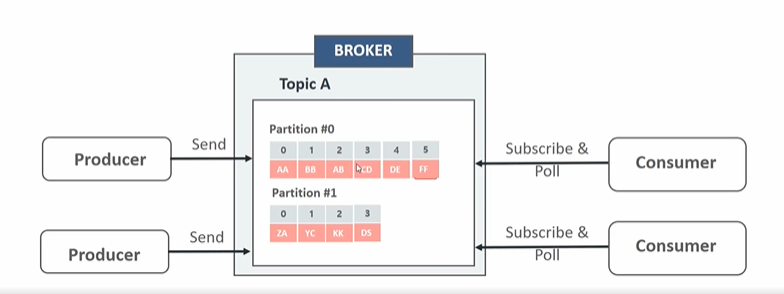 BROKER
Topic A
Partition #0
0 1 2 3 4 5
AA BB AB CD DE FF
Partition #1
0 1 2 3
ZA YC KK DS
Producer
Send
Producer
Send
Subscribe &
Poll
Consumer
Subscribe &
Poll
Consumer